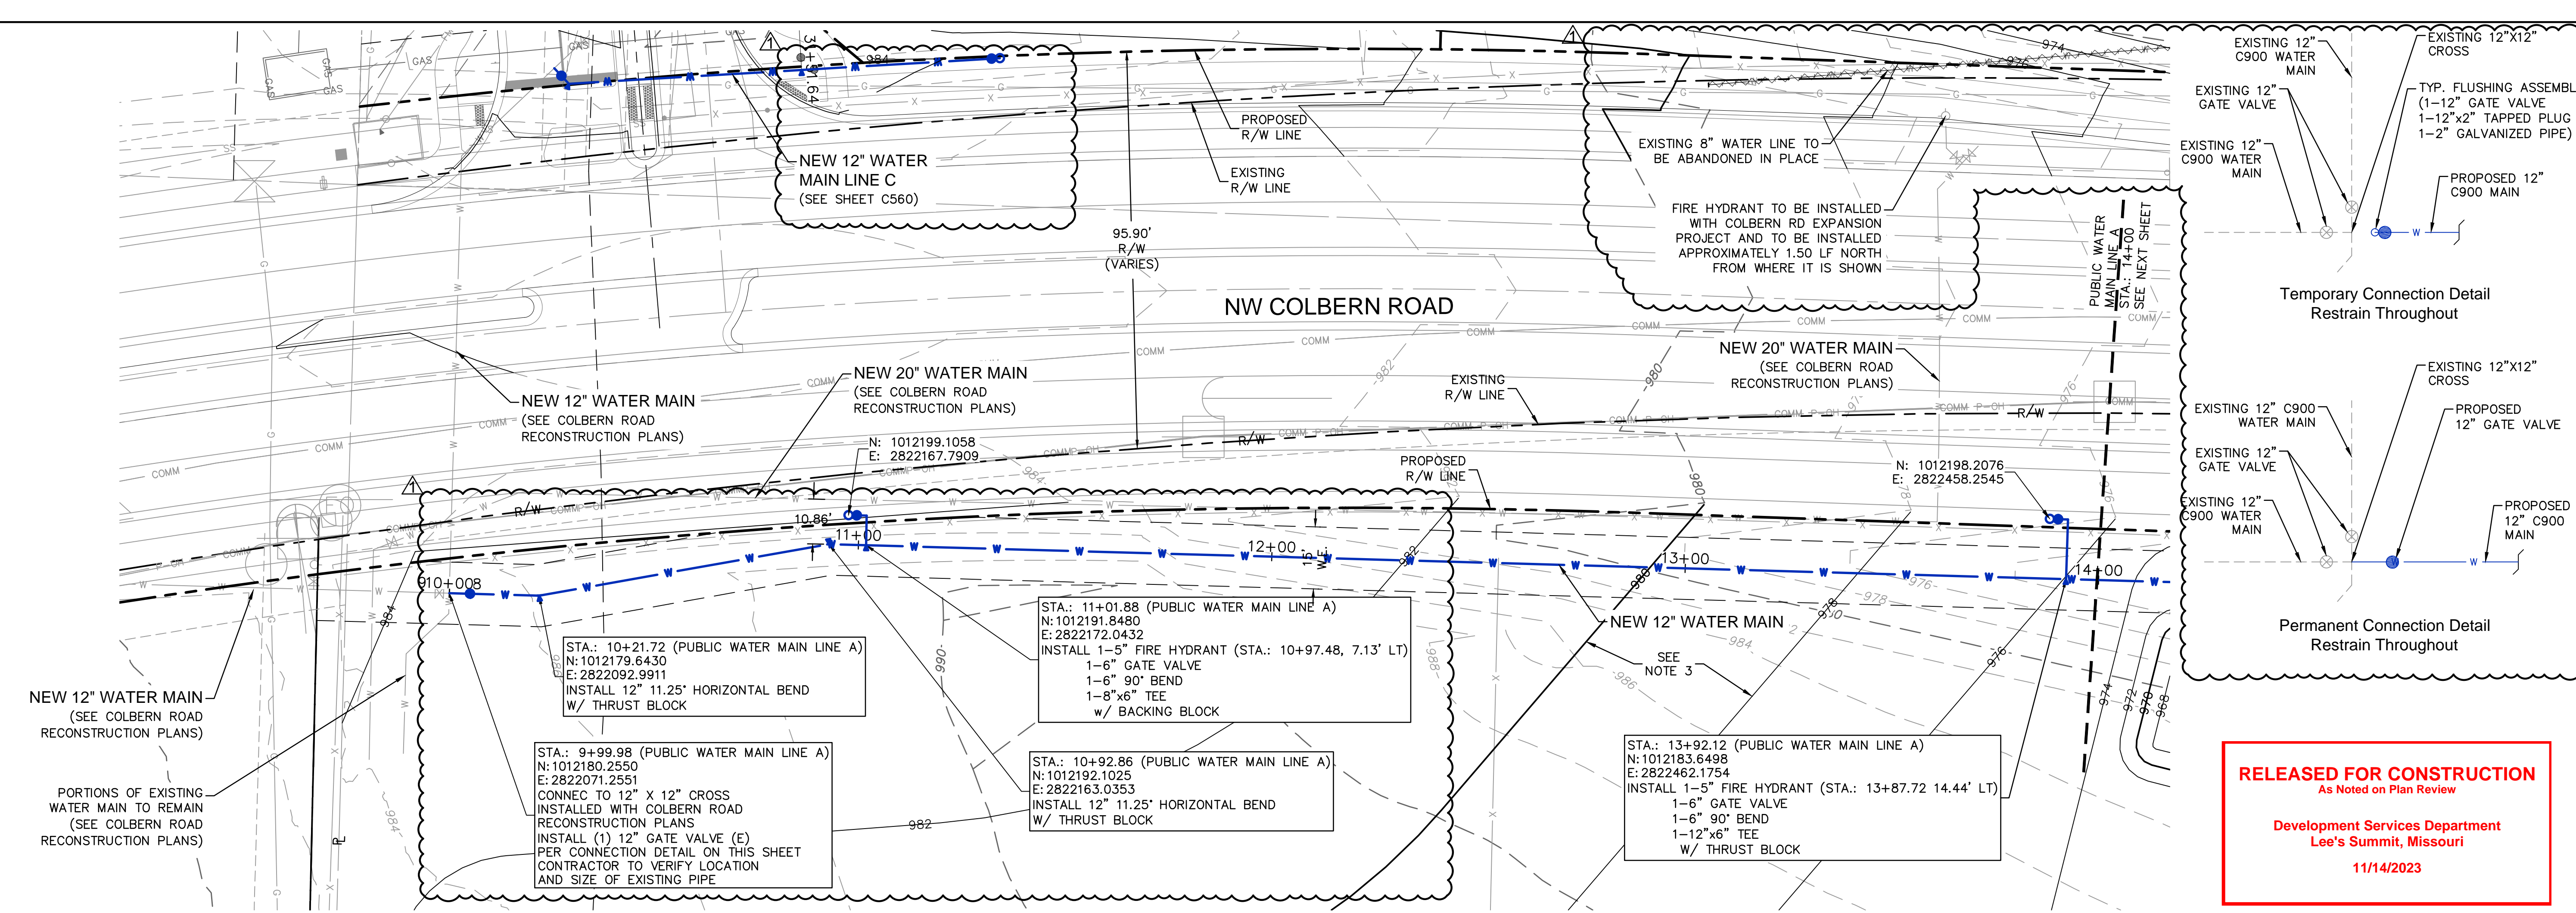 NEW 12" WATER
MAIN LINE C
(SEE SHEET C560)
3+91.64
984
PROPOSED
R/W LINE
EXISTING
R/W LINE
95.90'
R/W
(VARIES)
EXISTING 8" WATER LINE TO
BE ABANDONED IN PLACE
FIRE HYDRANT TO BE INSTALLED
WITH COLBERN RD EXPANSION
PROJECT AND TO BE INSTALLED
APPROXIMATELY 1.50 LF NORTH
FROM WHERE IT IS SHOWN
974
976
PUBLIC WATER
MAIN LINE A
STA.: 14+00
SEE NEXT SHEET
EXISTING 12"
C900 WATER
MAIN
EXISTING 12"
GATE VALVE
EXISTING 12"
C900 WATER
MAIN
EXISTING 12"X12"
CROSS
TYP. FLUSHING ASSEMBL
(1-12" GATE VALVE
1-12"x2" TAPPED PLUG
1-2" GALVANIZED PIPE)
PROPOSED 12"
C900 MAIN
Temporary Connection Detail
Restrain Throughout
NW COLBERN ROAD
NEW 12" WATER MAIN
(SEE COLBERN ROAD
RECONSTRUCTION PLANS)
NEW 20" WATER MAIN
(SEE COLBERN ROAD
RECONSTRUCTION PLANS)
N: 1012199.1058
E: 2822167.7909
EXISTING
R/W LINE
PROPOSED
R/W LINE
NEW 20" WATER MAIN
(SEE COLBERN ROAD
RECONSTRUCTION PLANS)
N: 1012198.2076
E: 2822458.2545
EXISTING 12"X12"
CROSS
EXISTING 12" C900
WATER MAIN
EXISTING 12"
GATE VALVE
EXISTING 12"
C900 WATER
MAIN
PROPOSED
12" GATE VALVE
PROPOSED
12" C900
MAIN
Permanent Connection Detail
Restrain Throughout
10.86'
11+00
12+00
13+00
14+00
15'
W.E.
NEW 12" WATER MAIN
SEE
NOTE 3
NEW 12" WATER MAIN
(SEE COLBERN ROAD
RECONSTRUCTION PLANS)
PORTIONS OF EXISTING
WATER MAIN TO REMAIN
(SEE COLBERN ROAD
RECONSTRUCTION PLANS)
STA.: 10+21.72 (PUBLIC WATER MAIN LINE A)
N:1012179.6430
E:2822092.9911
INSTALL 12" 11.25° HORIZONTAL BEND
W/ THRUST BLOCK
STA.: 9+99.98 (PUBLIC WATER MAIN LINE A)
N:1012180.2550
E:2822071.2551
CONNEC TO 12" X 12" CROSS
INSTALLED WITH COLBERN ROAD
RECONSTRUCTION PLANS
INSTALL (1) 12" GATE VALVE (E)
PER CONNECTION DETAIL ON THIS SHEET
CONTRACTOR TO VERIFY LOCATION
AND SIZE OF EXISTING PIPE
STA.: 11+01.88 (PUBLIC WATER MAIN LINE A)
N:1012191.8480
E:2822172.0432
INSTALL 1-5" FIRE HYDRANT (STA.: 10+97.48, 7.13' LT)
1-6" GATE VALVE
1-6" 90° BEND
1-8"x6" TEE
w/ BACKING BLOCK
STA.: 10+92.86 (PUBLIC WATER MAIN LINE A)
N:1012192.1025
E:2822163.0353
INSTALL 12" 11.25° HORIZONTAL BEND
W/ THRUST BLOCK
STA.: 13+92.12 (PUBLIC WATER MAIN LINE A)
N:1012183.6498
E:2822462.1754
INSTALL 1-5" FIRE HYDRANT (STA.: 13+87.72 14.44' LT)
1-6" GATE VALVE
1-6" 90° BEND
1-12"x6" TEE
W/ THRUST BLOCK
982
RELEASED FOR CONSTRUCTION
As Noted on Plan Review
Development Services Department
Lee's Summit, Missouri
11/14/2023